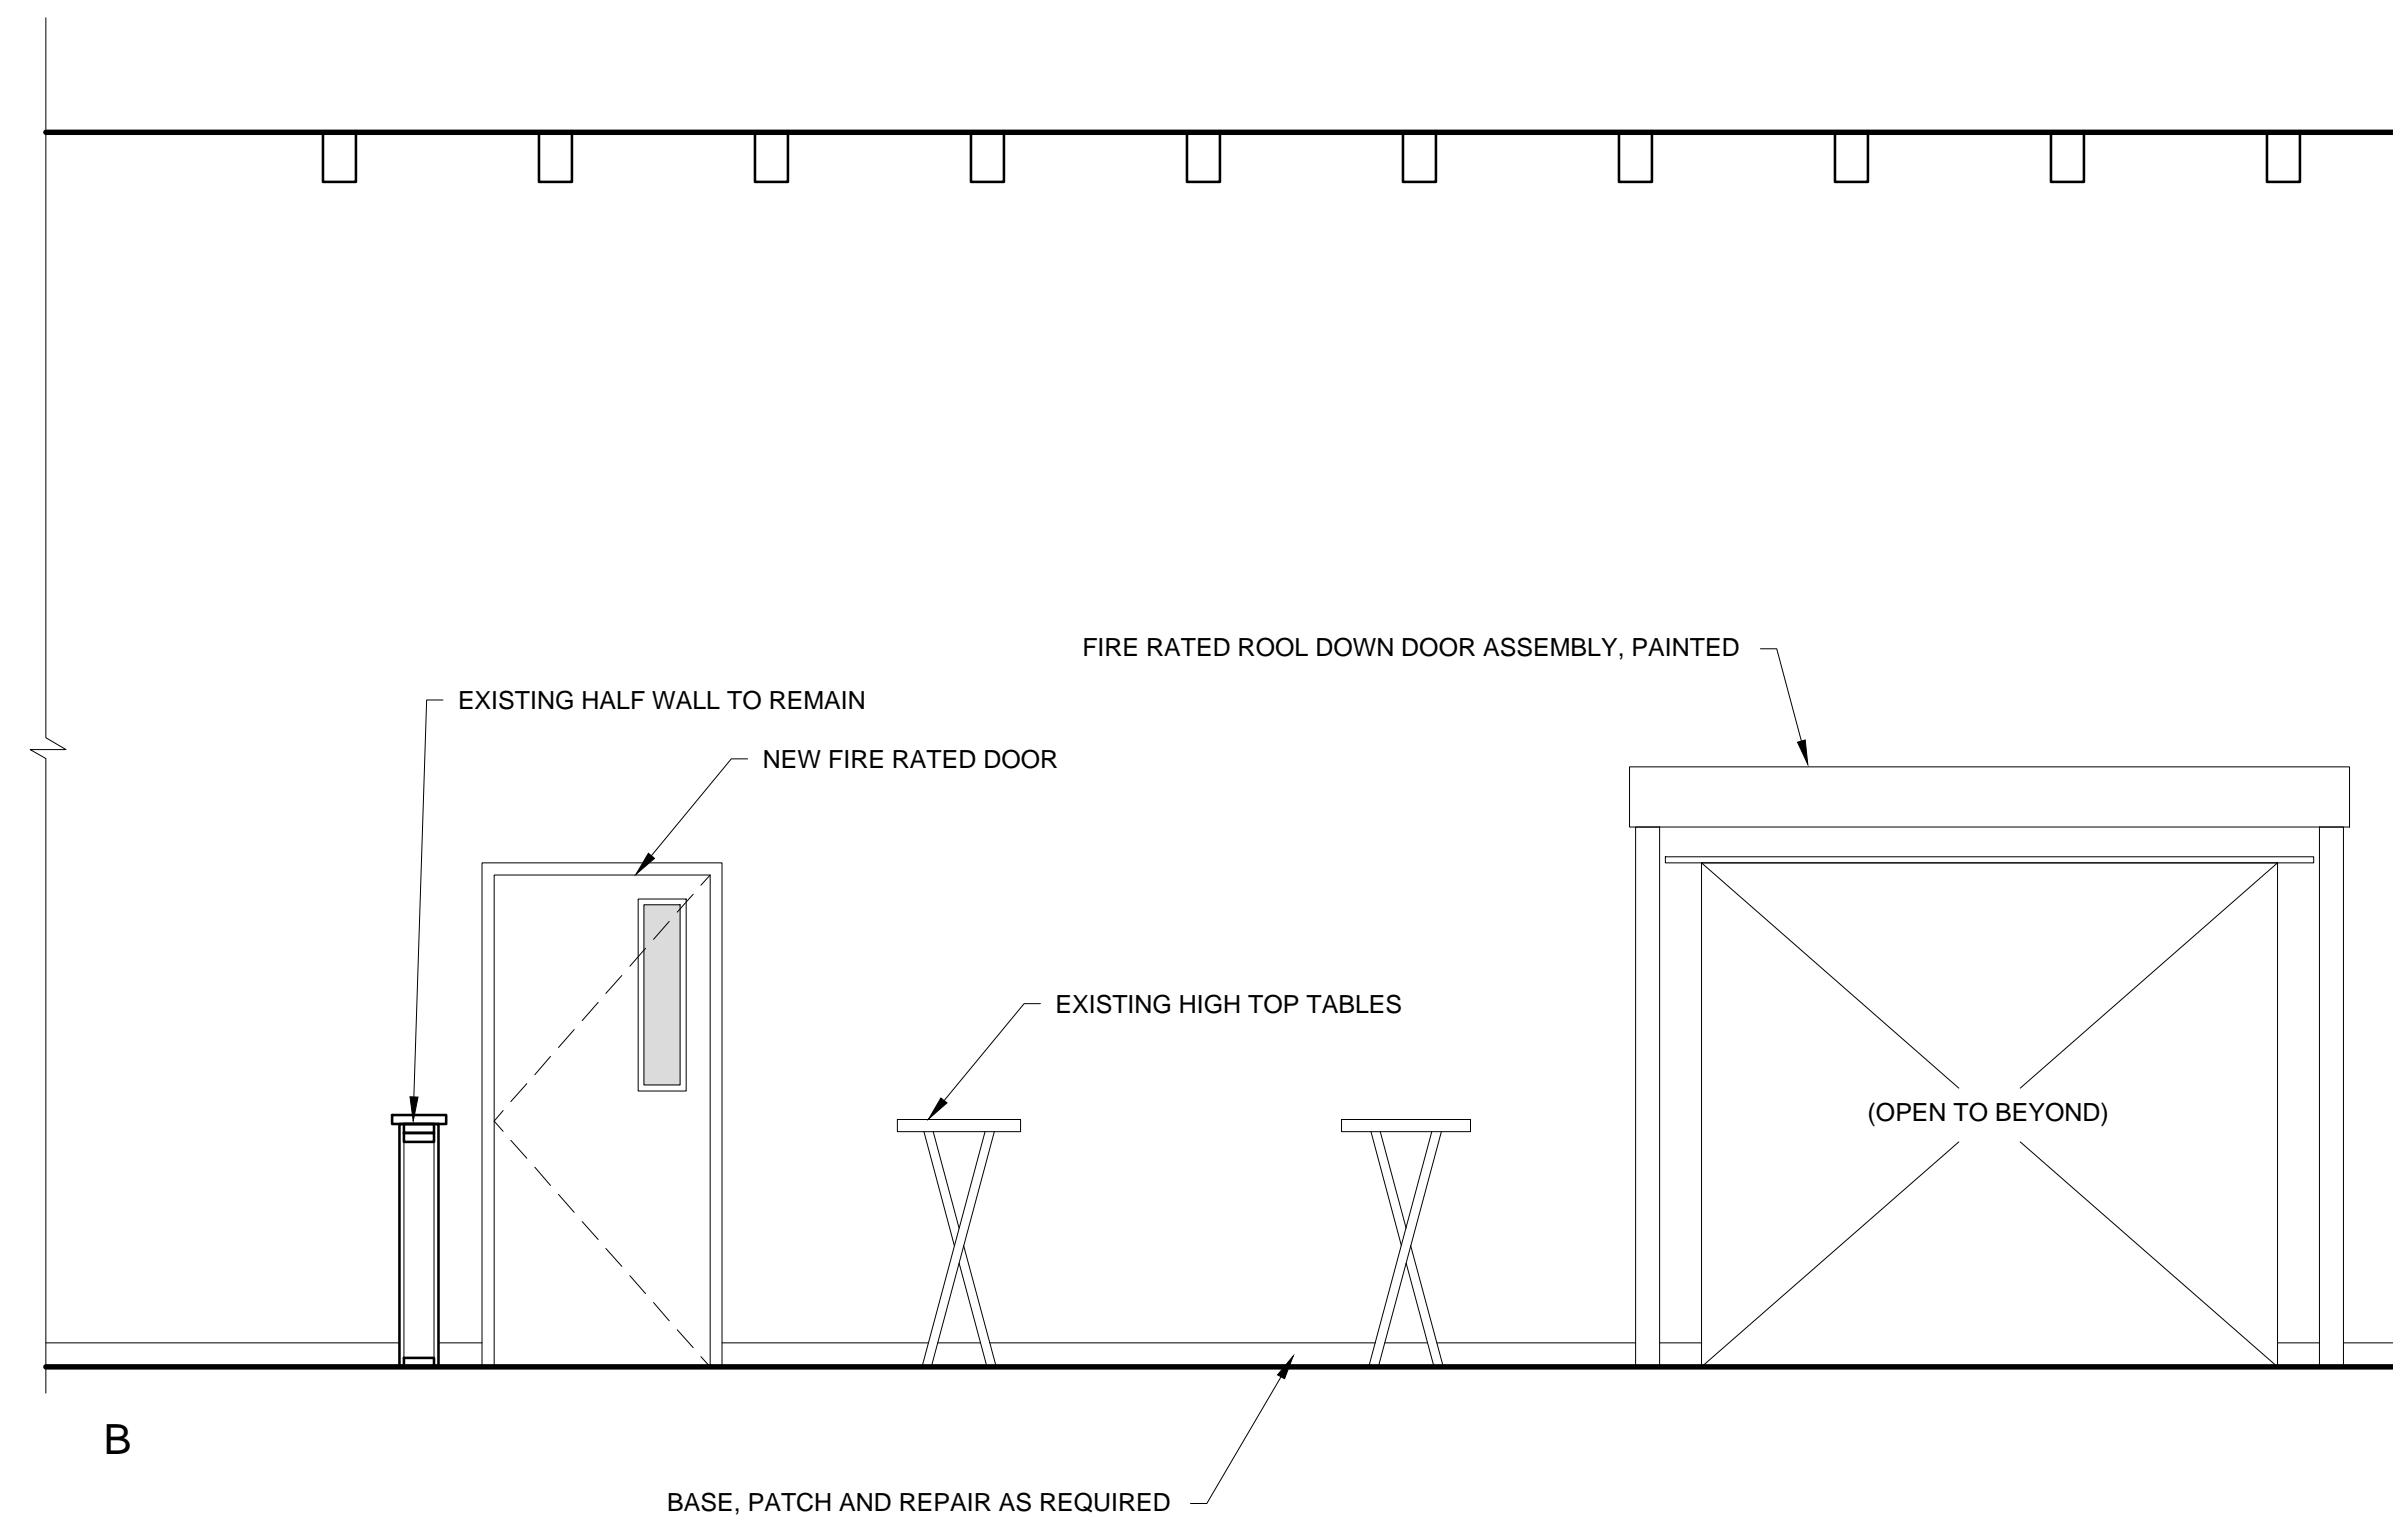 FIRE RATED ROOL DOWN DOOR ASSEMBLY, PAINTED
EXISTING HALF WALL TO REMAIN
NEW FIRE RATED DOOR
EXISTING HIGH TOP TABLES
(OPEN TO BEYOND)
B
BASE, PATCH AND REPAIR AS REQUIRED